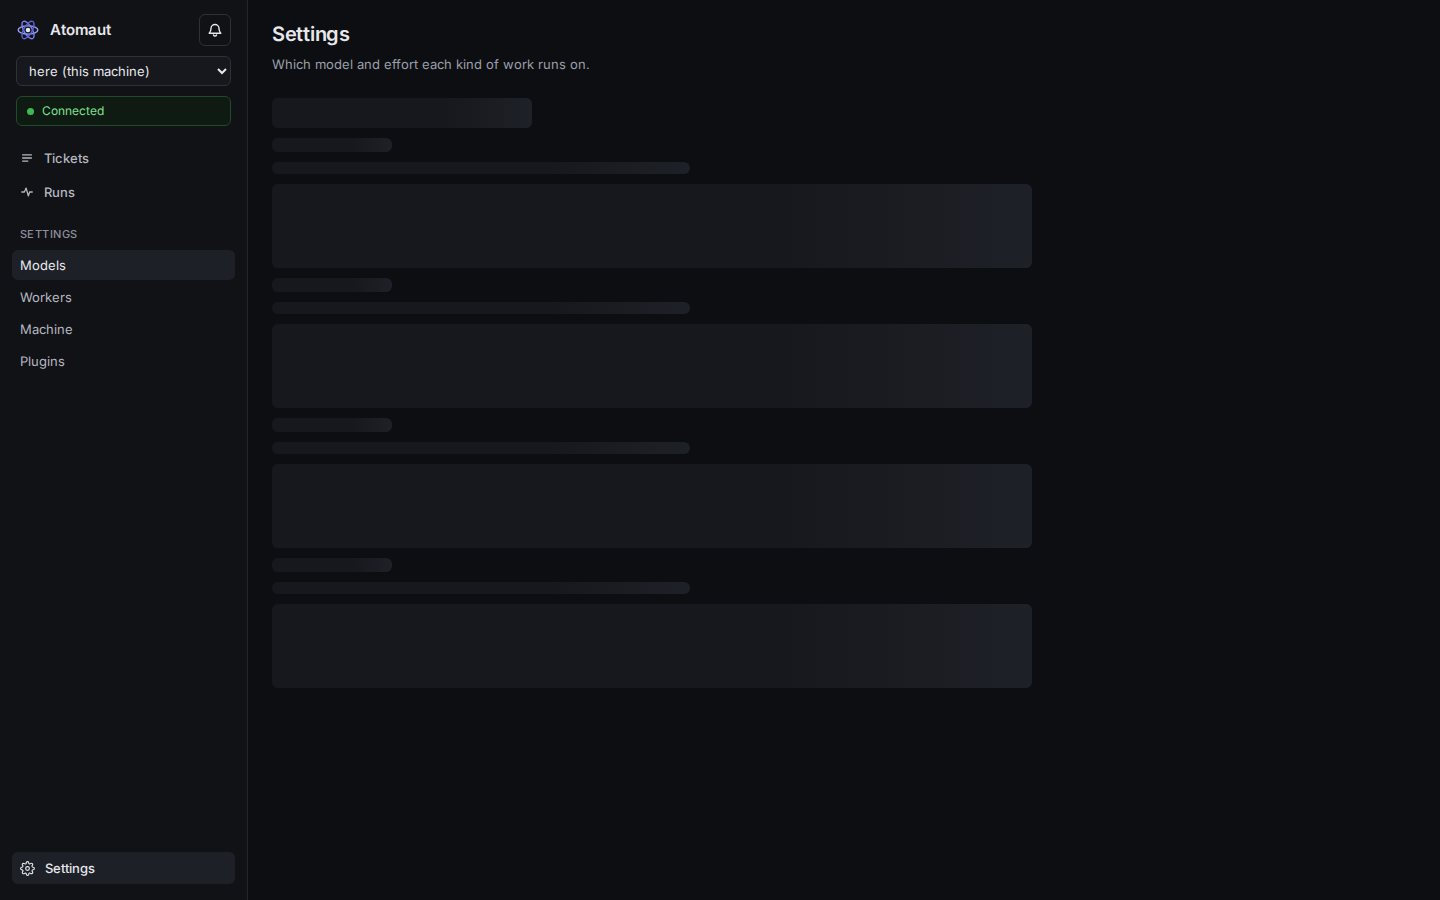 Atomaut
here (this machine)
Connected
Tickets
Runs
SETTINGS
Models
Workers
Machine
Plugins
Settings
Settings
Which model and effort each kind of work runs on.